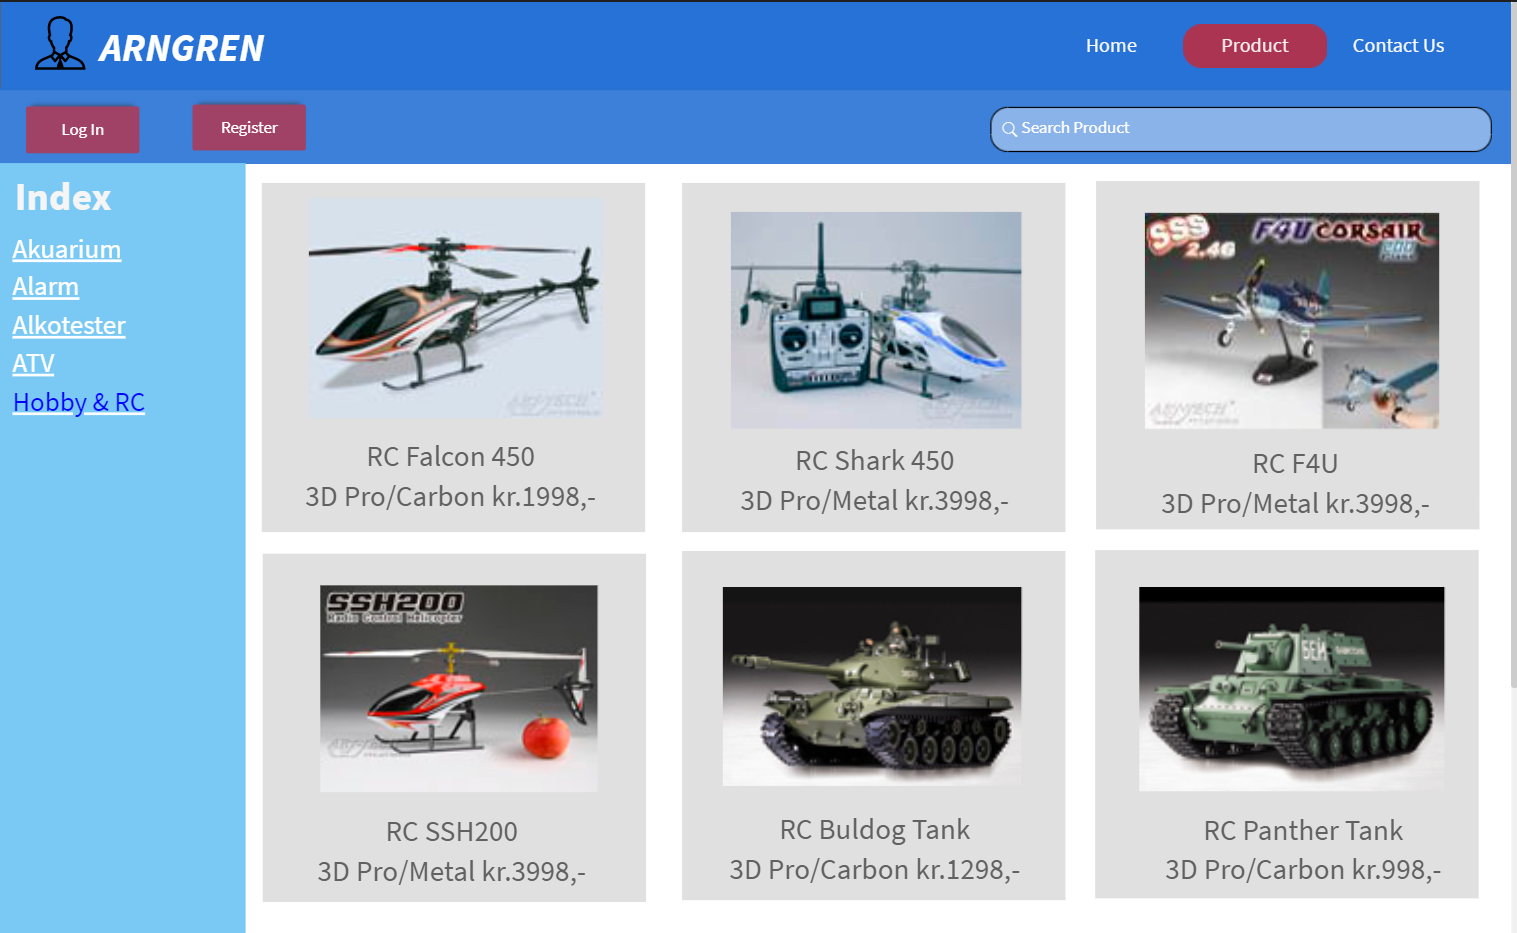 ARNGREN
Home
Product
Contact Us
Log In
Register
Search Product
Index
Akuarium
Alarm
Alkotester
ATV
Hobby & RC
RC Falcon 450
3D Pro/Carbon kr.1998,-
RC Shark 450
3D Pro/Metal kr.3998,-
SSS
2.4G
F4U CORSAIR
RC F4U
3D Pro/Metal kr.3998,-
SSH200
Radio Control Helicopter
RC SSH200
3D Pro/Metal kr.3998,-
RC Buldog Tank
3D Pro/Carbon kr.1298,-
RC Panther Tank
3D Pro/Carbon kr.998,-